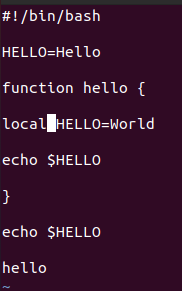 #!/bin/bash
HELLO=Hello
function hello {
local HELLO=World
echo $HELLO
}
echo $HELLO
hello
~